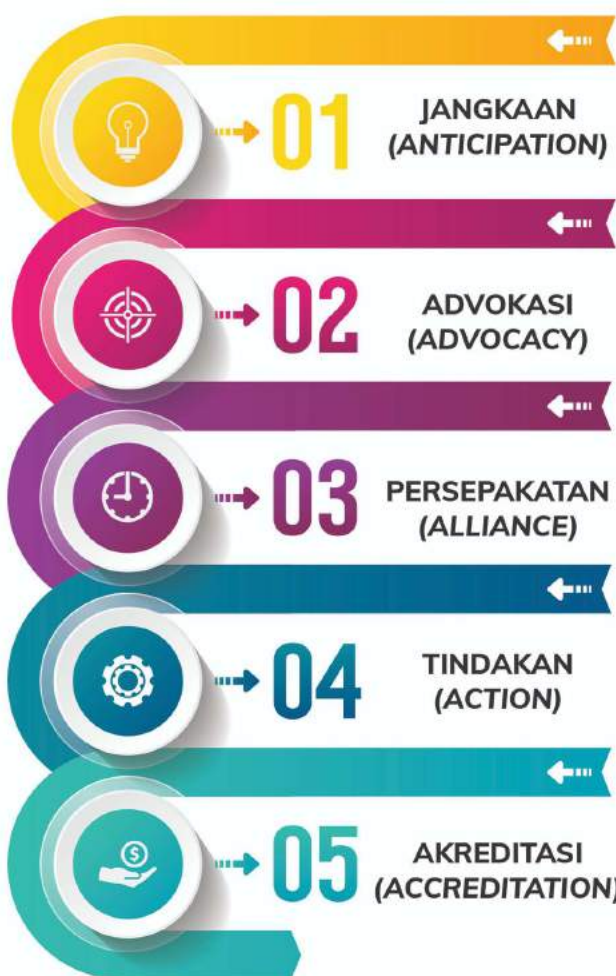 01
JANGKAAN
(ANTICIPATION)
02
ADVOKASI
(ADVOCACY)
03
PERSEPAKATAN
(ALLIANCE)
04
TINDAKAN
(ACTION)
05
AKREDITASI
(ACCREDITATION)